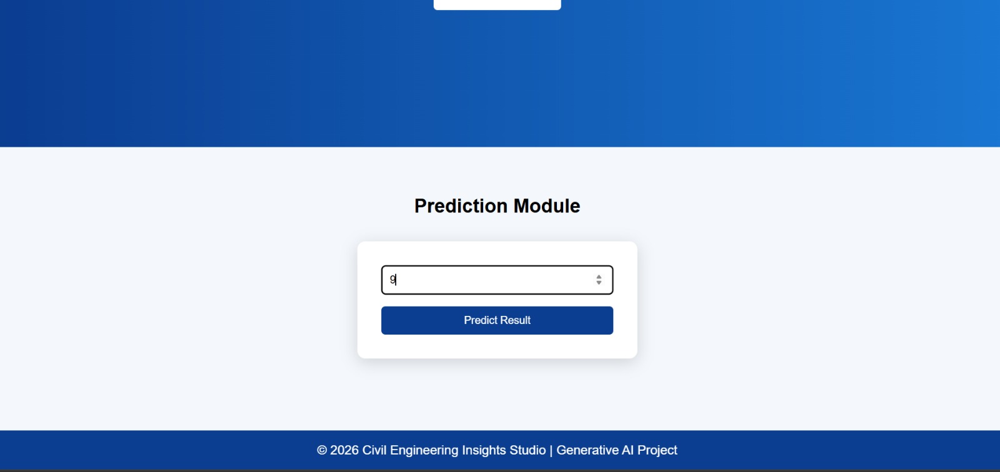 Prediction Module
9
Predict Result
© 2026 Civil Engineering Insights Studio | Generative AI Project